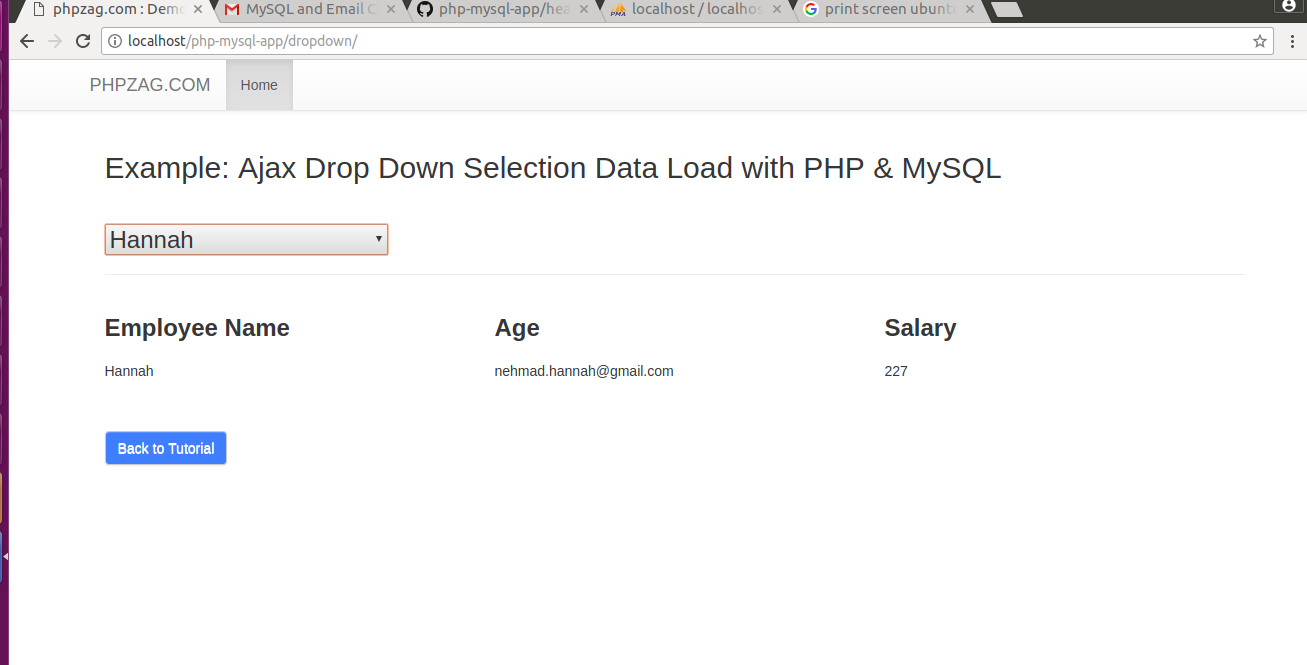 phpzag.com : Demo
MySQL and Email C
php-mysql-app/hea
localhost / localhos
print screen ubuntu
localhost/php-mysql-app/dropdown/
PHPZAG.COM
Home
Example: Ajax Drop Down Selection Data Load with PHP & MySQL
Hannah
Employee Name Age Salary
Hannah nehmad.hannah@gmail.com 227
Back to Tutorial